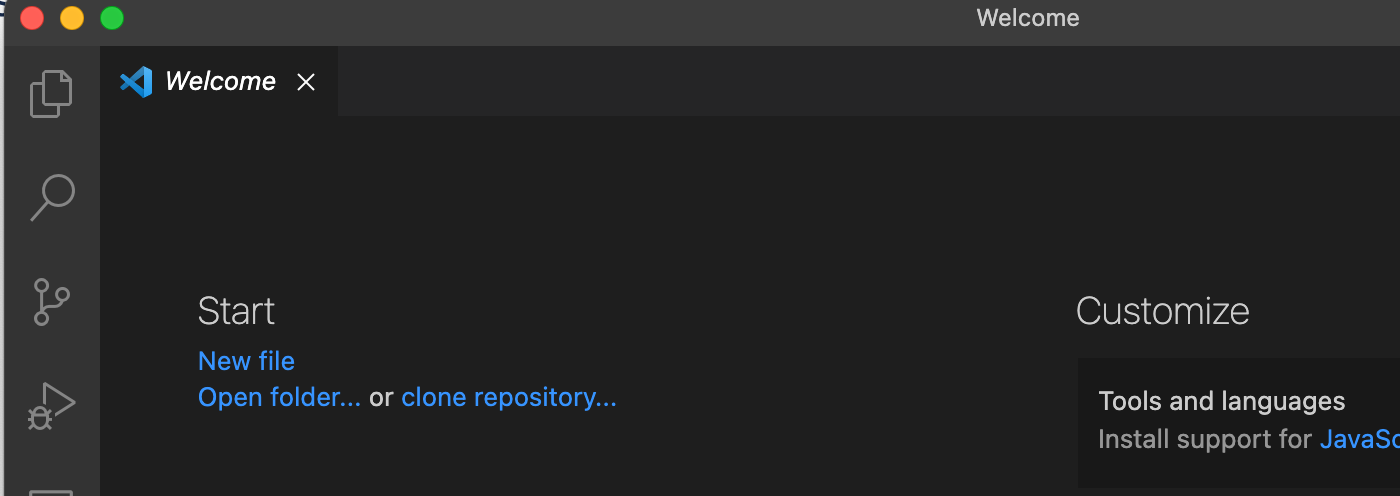 Welcome
Welcome
Start
New file
Open folder... or clone repository...
Customize
Tools and languages
Install support for JavaSc